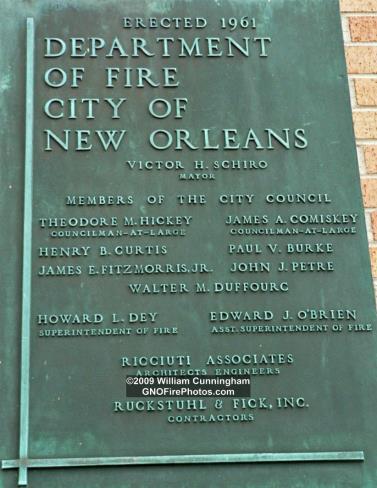 ERECTED 1961
DEPARTMENT
OF FIRE
CITY OF
NEW ORLEANS
VICTOR H. SCHIRO
MAYOR
MEMBERS OF THE CITY COUNCIL
THEODORE M. HICKEY JAMES A. COMISKEY
COUNCILMAN-AT-LARGE COUNCILMAN-AT-LARGE
HENRY B. CURTIS PAUL V. BURKE
JAMES E. FITZMORRIS, JR. JOHN J. PETRE
WALTER M. DUFFOURC
HOWARD L. DEY EDWARD J. O'BRIEN
SUPERINTENDENT OF FIRE ASST. SUPERINTENDENT OF FIRE
RICCIUTI ASSOCIATES
ARCHITECTS ENGINEERS
©2009 William Cunningham
GNOFirePhotos.com
RUCKSTUHL & FICK, INC.
CONTRACTORS